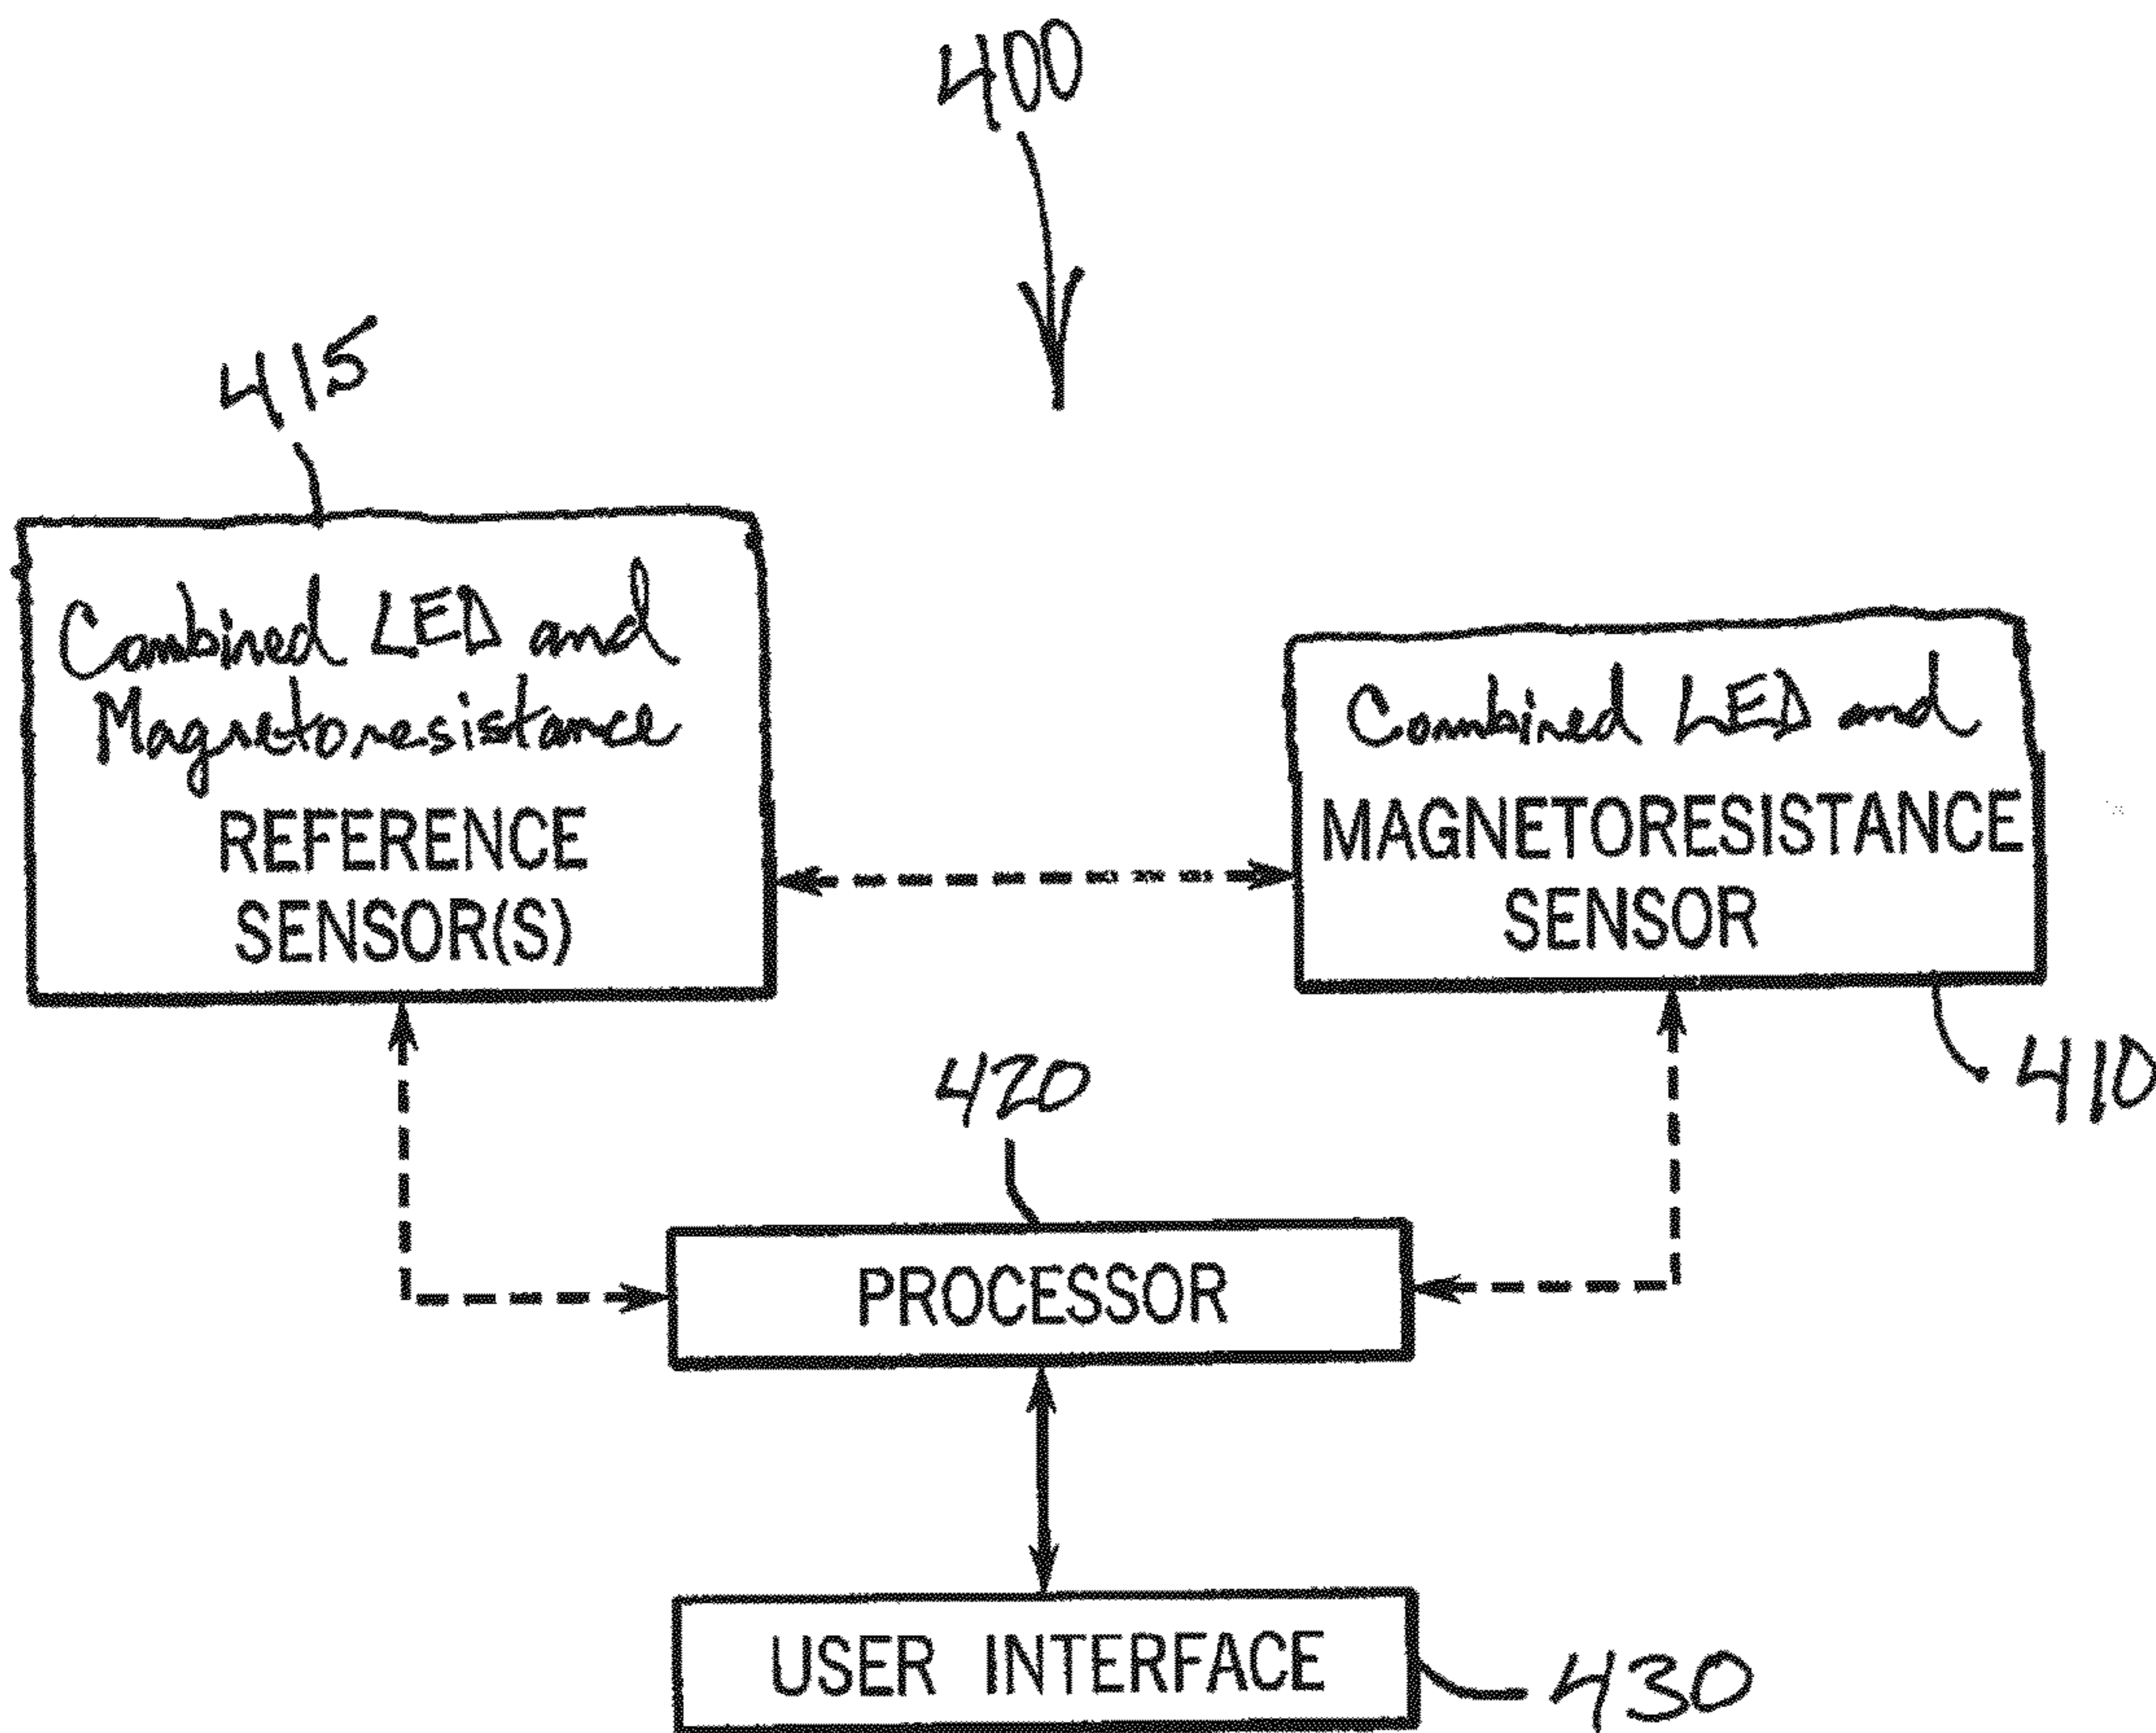 400
415
Combined LED and
Magnetoresistance
REFERENCE
SENSOR(S)
Combined LED and
MAGNETORESISTANCE
SENSOR
410
420
PROCESSOR
USER INTERFACE
430